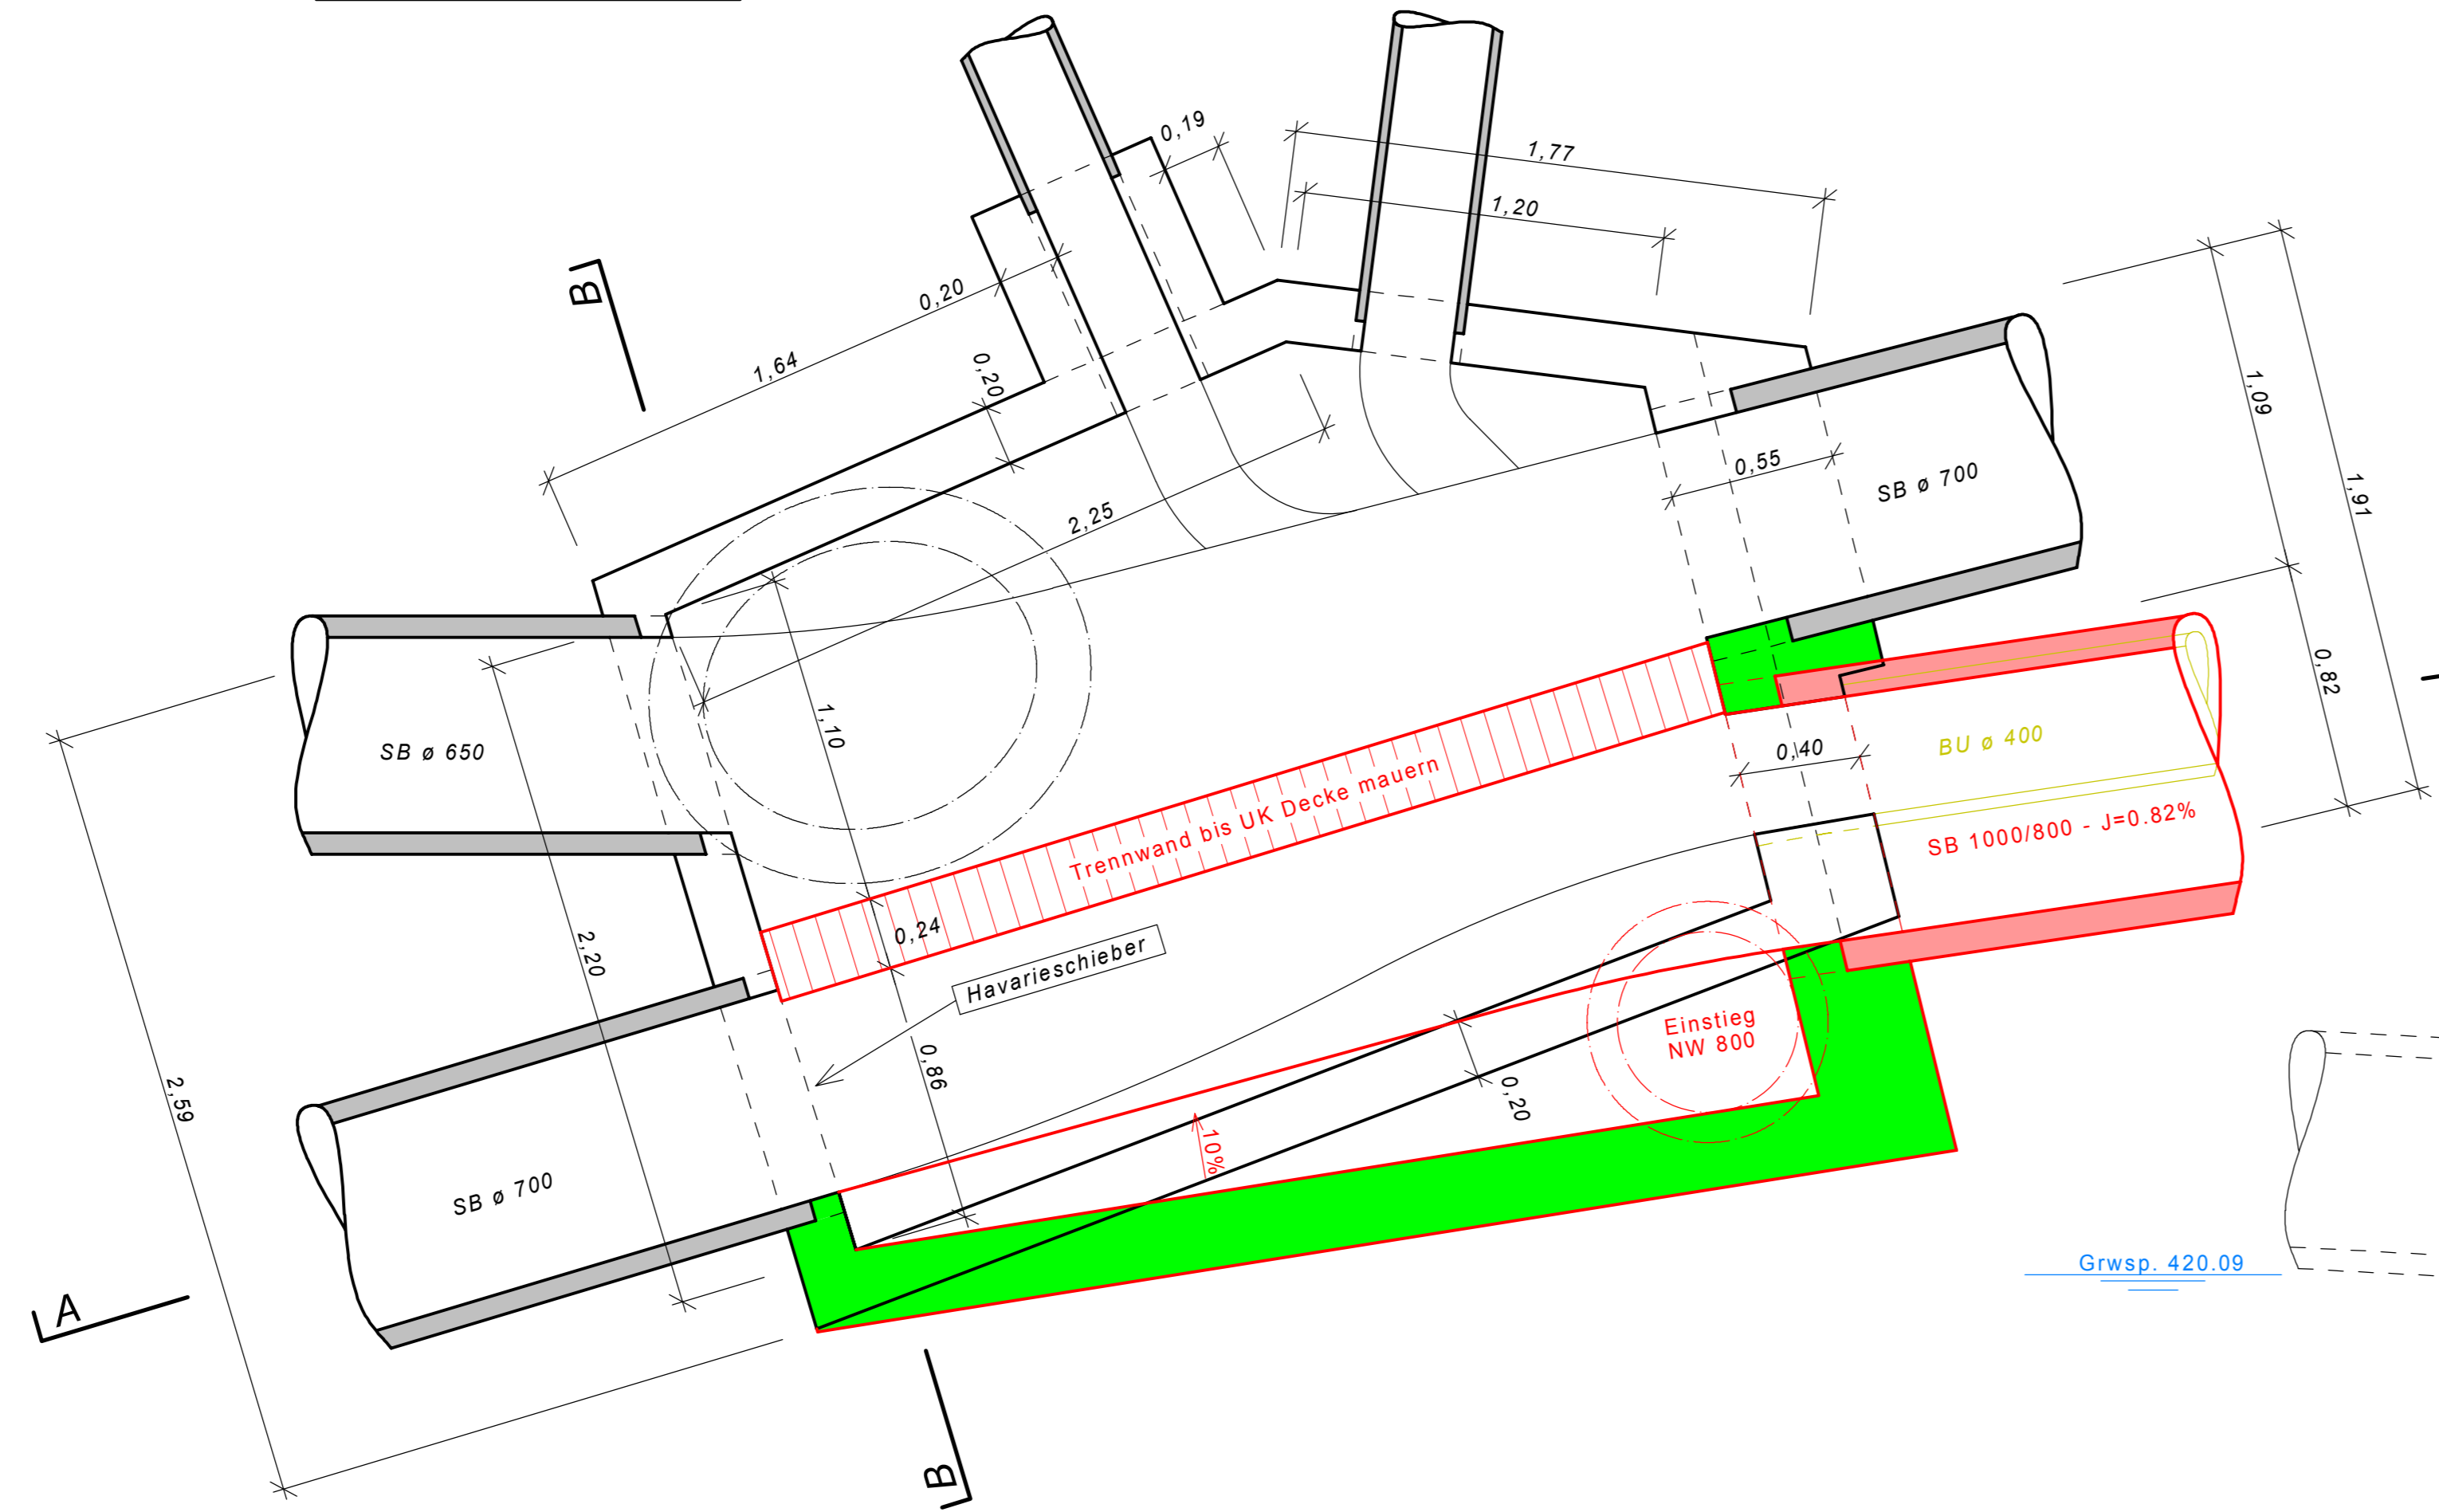 0,19
1,77
1,20
B
0,20
1,64
0,20
1,09
0,55
SB ø 700
1,91
2,25
0,82
1,10
SB ø 650
BU ø 400
0,40
Trennwand bis UK Decke mauern
SB 1000/800 - J=0.82%
0,24
2,20
Havarieschieber
Einstieg
NW 800
0,86
2,59
0,20
10%
SB ø 700
Grwsp. 420.09
A
B